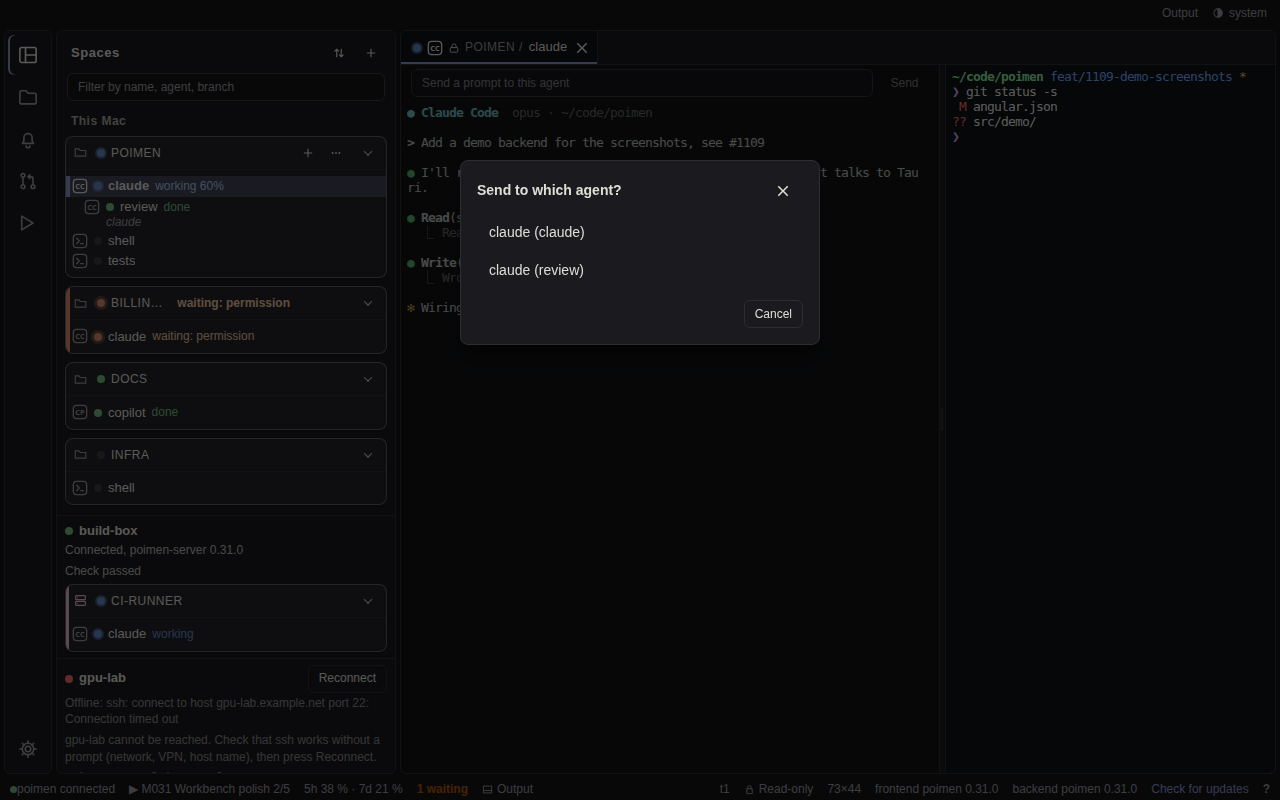 Output
system
Spaces
Filter by name, agent, branch
This Mac
POIMEN
CC claude working 60%
CC review done
claude
shell
tests
BILLIN… waiting: permission
CC claude waiting: permission
DOCS
CP copilot done
INFRA
shell
build-box
Connected, poimen-server 0.31.0
Check passed
CI-RUNNER
CC claude working
gpu-lab
Reconnect
Offline: ssh: connect to host gpu-lab.example.net port 22:
Connection timed out
gpu-lab cannot be reached. Check that ssh works without a
prompt (network, VPN, host name), then press Reconnect.
CC POIMEN / claude
Send a prompt to this agent
Send
● Claude Code opus · ~/code/poimen
> Add a demo backend for the screenshots, see #1109
● I'll
t talks to Tau
ri.
● Read(
Rea
● Write(
Wro
✻ Wiring
Send to which agent?
claude (claude)
claude (review)
Cancel
~/code/poimen feat/1109-demo-screenshots *
❯ git status -s
M angular.json
?? src/demo/
❯
poimen connected
▶ M031 Workbench polish 2/5
5h 38 % · 7d 21 %
1 waiting
Output
t1
Read-only
73×44
frontend poimen 0.31.0
backend poimen 0.31.0
Check for updates
?